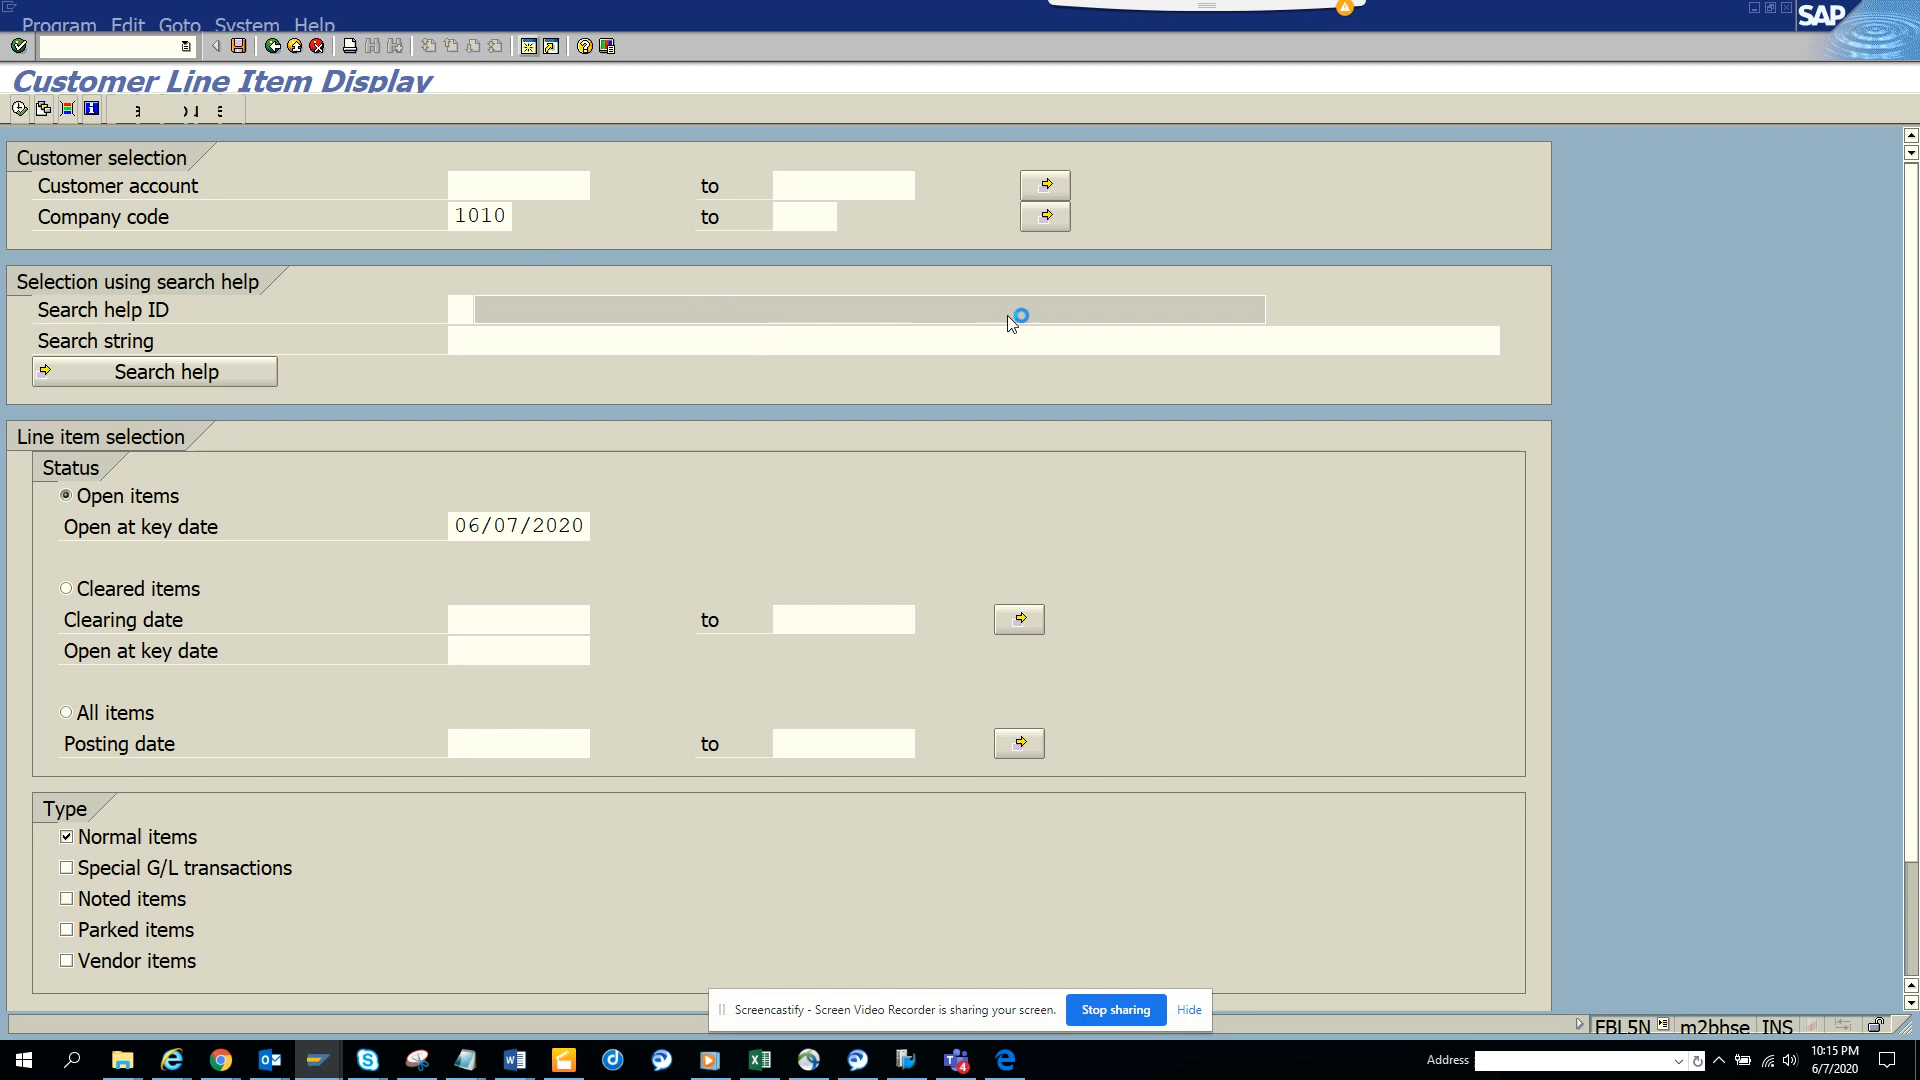 Program Edit Goto System Help
SAP
Customer Line Item Display
Customer selection
Customer account to
Company code 1010 to
Selection using search help
Search help ID
Search string
Search help
Line item selection
Status
Open items
Open at key date 06/07/2020
Cleared items
Clearing date to
Open at key date
All items
Posting date to
Type
Normal items
Special G/L transactions
Noted items
Parked items
Vendor items
Screencastify - Screen Video Recorder is sharing your screen. Stop sharing Hide
FBL5N m2bhse INS
Address 10:15 PM
6/7/2020
4